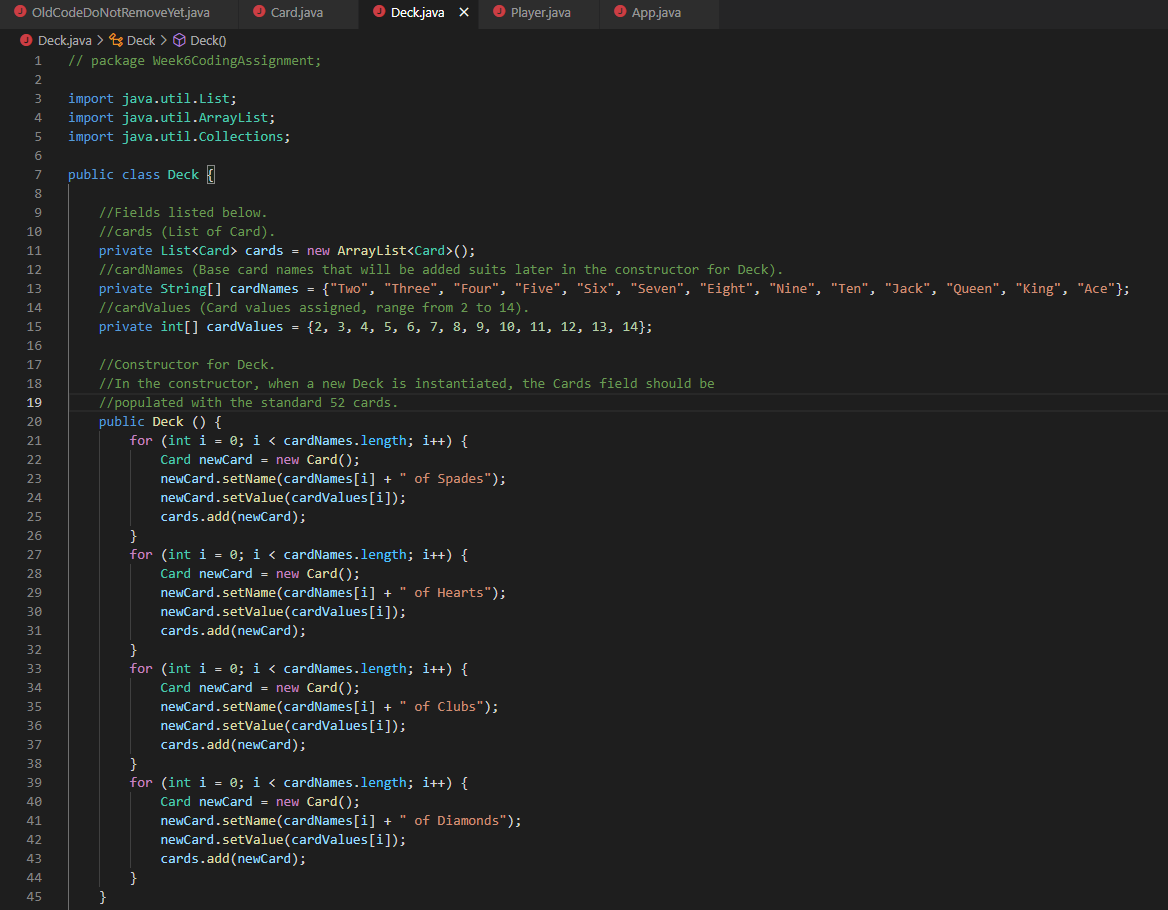 OldCodeDoNotRemoveYet.java Card.java Deck.java Player.java App.java
Deck.java > Deck > Deck()
1 // package Week6CodingAssignment;
2
3 import java.util.List;
4 import java.util.ArrayList;
5 import java.util.Collections;
6
7 public class Deck {
8
9 //Fields listed below.
10 //cards (List of Card).
11 private List<Card> cards = new ArrayList<Card>();
12 //cardNames (Base card names that will be added suits later in the constructor for Deck).
13 private String[] cardNames = {"Two", "Three", "Four", "Five", "Six", "Seven", "Eight", "Nine", "Ten", "Jack", "Queen", "King", "Ace"};
14 //cardValues (Card values assigned, range from 2 to 14).
15 private int[] cardValues = {2, 3, 4, 5, 6, 7, 8, 9, 10, 11, 12, 13, 14};
16
17 //Constructor for Deck.
18 //In the constructor, when a new Deck is instantiated, the Cards field should be
19 //populated with the standard 52 cards.
20 public Deck () {
21 for (int i = 0; i < cardNames.length; i++) {
22 Card newCard = new Card();
23 newCard.setName(cardNames[i] + " of Spades");
24 newCard.setValue(cardValues[i]);
25 cards.add(newCard);
26 }
27 for (int i = 0; i < cardNames.length; i++) {
28 Card newCard = new Card();
29 newCard.setName(cardNames[i] + " of Hearts");
30 newCard.setValue(cardValues[i]);
31 cards.add(newCard);
32 }
33 for (int i = 0; i < cardNames.length; i++) {
34 Card newCard = new Card();
35 newCard.setName(cardNames[i] + " of Clubs");
36 newCard.setValue(cardValues[i]);
37 cards.add(newCard);
38 }
39 for (int i = 0; i < cardNames.length; i++) {
40 Card newCard = new Card();
41 newCard.setName(cardNames[i] + " of Diamonds");
42 newCard.setValue(cardValues[i]);
43 cards.add(newCard);
44 }
45 }